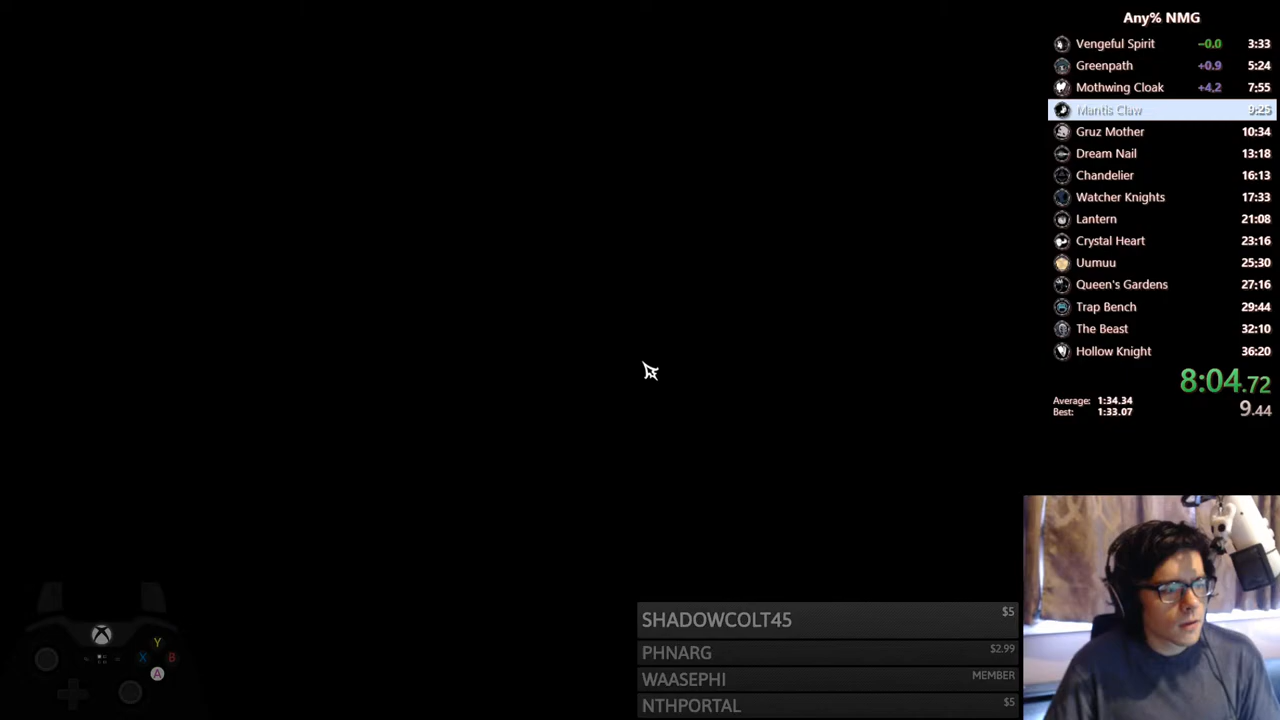 Any% NMG
Vengeful Spirit −0.0 3:33
Greenpath +0.9 5:24
Mothwing Cloak +4.2 7:55
Mantis Claw 9:25
Gruz Mother 10:34
Dream Nail 13:18
Chandelier 16:13
Watcher Knights 17:33
Lantern 21:08
Crystal Heart 23:16
Uumuu 25:30
Queen's Gardens 27:16
Trap Bench 29:44
The Beast 32:10
Hollow Knight 36:20
8:04.72
Average: 1:34.34
Best: 1:33.07
9.44
SHADOWCOLT45 $5
PHNARG $2.99
WAASEPHI MEMBER
NTHPORTAL $5
Y
X B
A